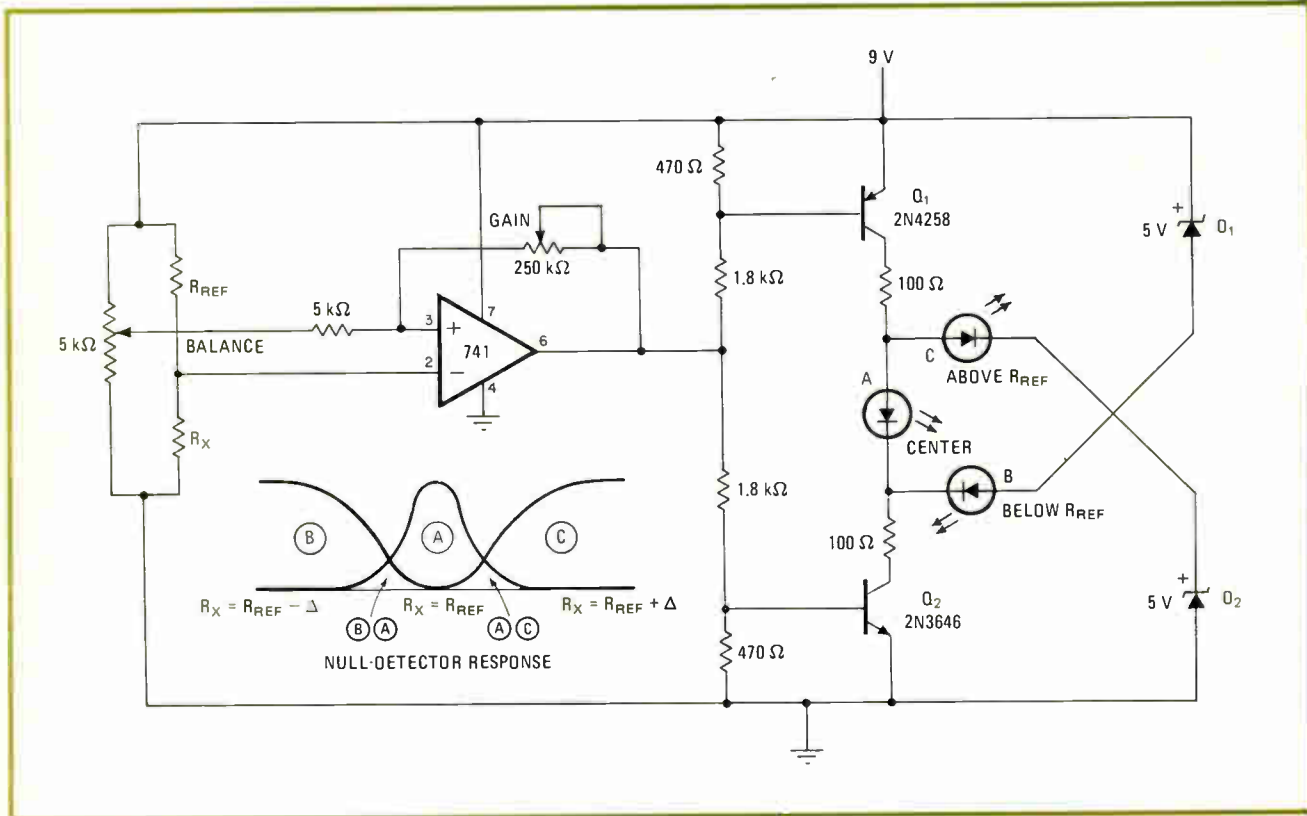 9 V
470 Ω
Q1
2N4258
GAIN
250 kΩ
5 V
+
D1
RREF
1.8 kΩ
100 Ω
5 kΩ
3
+
7
6
5 kΩ
BALANCE
741
2
−
4
C
ABOVE RREF
A
RX
CENTER
B
BELOW RREF
1.8 kΩ
100 Ω
B
A
C
Q2
2N3646
5 V
+
D2
RX = RREF − Δ
RX = RREF
RX = RREF + Δ
B A
A C
470 Ω
NULL-DETECTOR RESPONSE